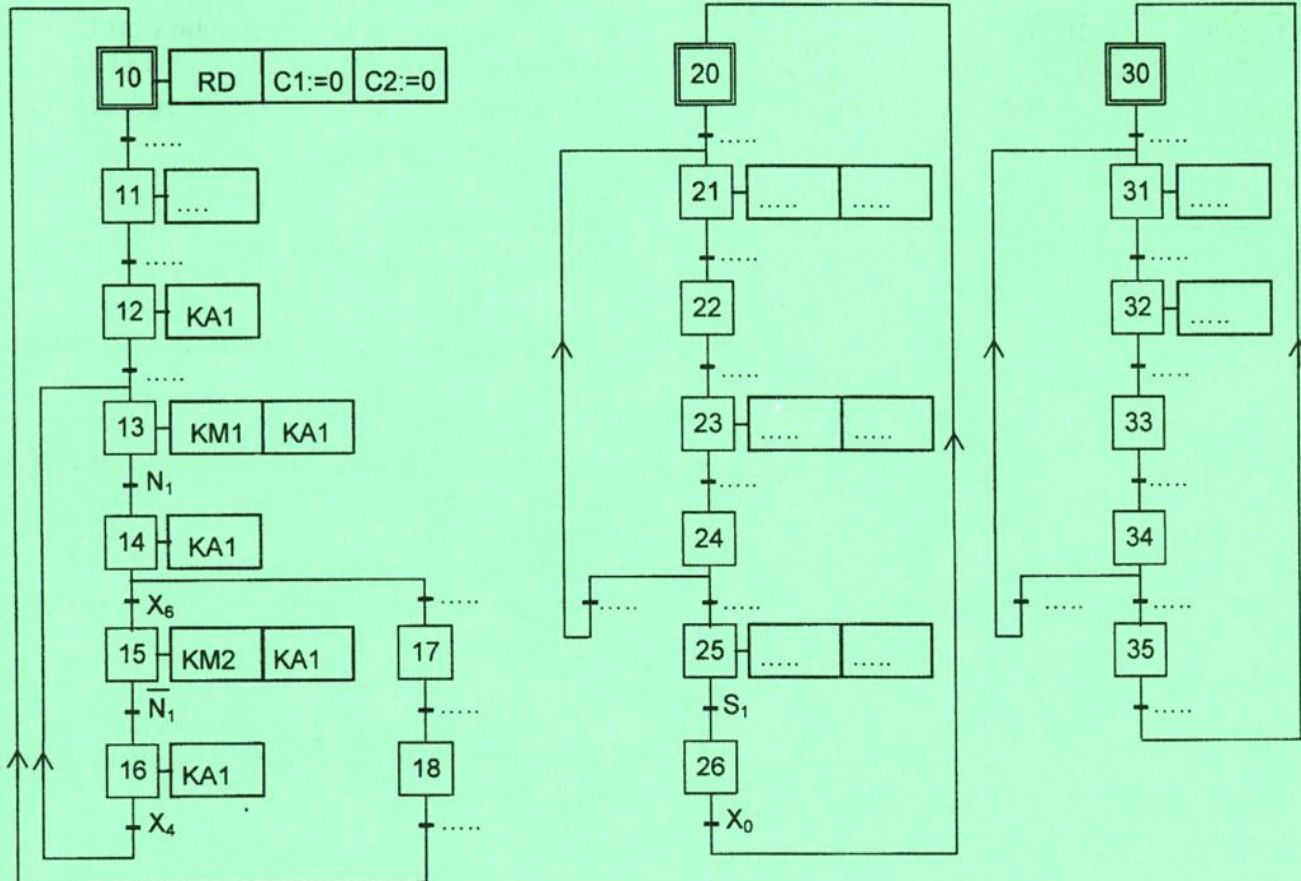 10 RD C1:=0 C2:=0
.....
11 ....
.....
12 KA1
.....
13 KM1 KA1
N₁
14 KA1
X₆ .....
15 KM2 KA1 17
N̅₁ .....
16 KA1 18
X₄ .....
20
.....
21 ..... .....
.....
22
.....
23 ..... .....
.....
24
..... .....
25 ..... .....
S₁
26
X₀
30
.....
31 .....
.....
32 .....
.....
33
.....
34
..... .....
35
.....